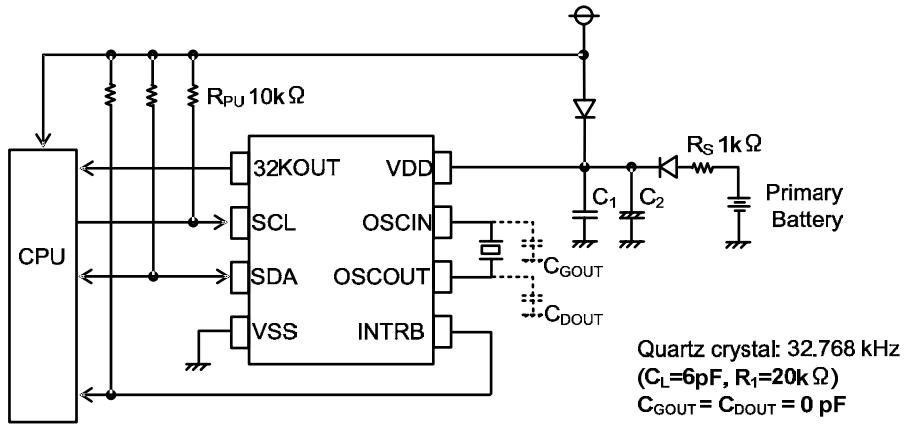 R_PU 10kΩ
R_S 1kΩ
32KOUT
VDD
SCL
OSCIN
C_1
C_2
Primary
Battery
CPU
SDA
OSCOUT
C_GOUT
VSS
INTRB
C_DOUT
Quartz crystal: 32.768 kHz
(C_L=6pF, R_1=20kΩ)
C_GOUT = C_DOUT = 0 pF